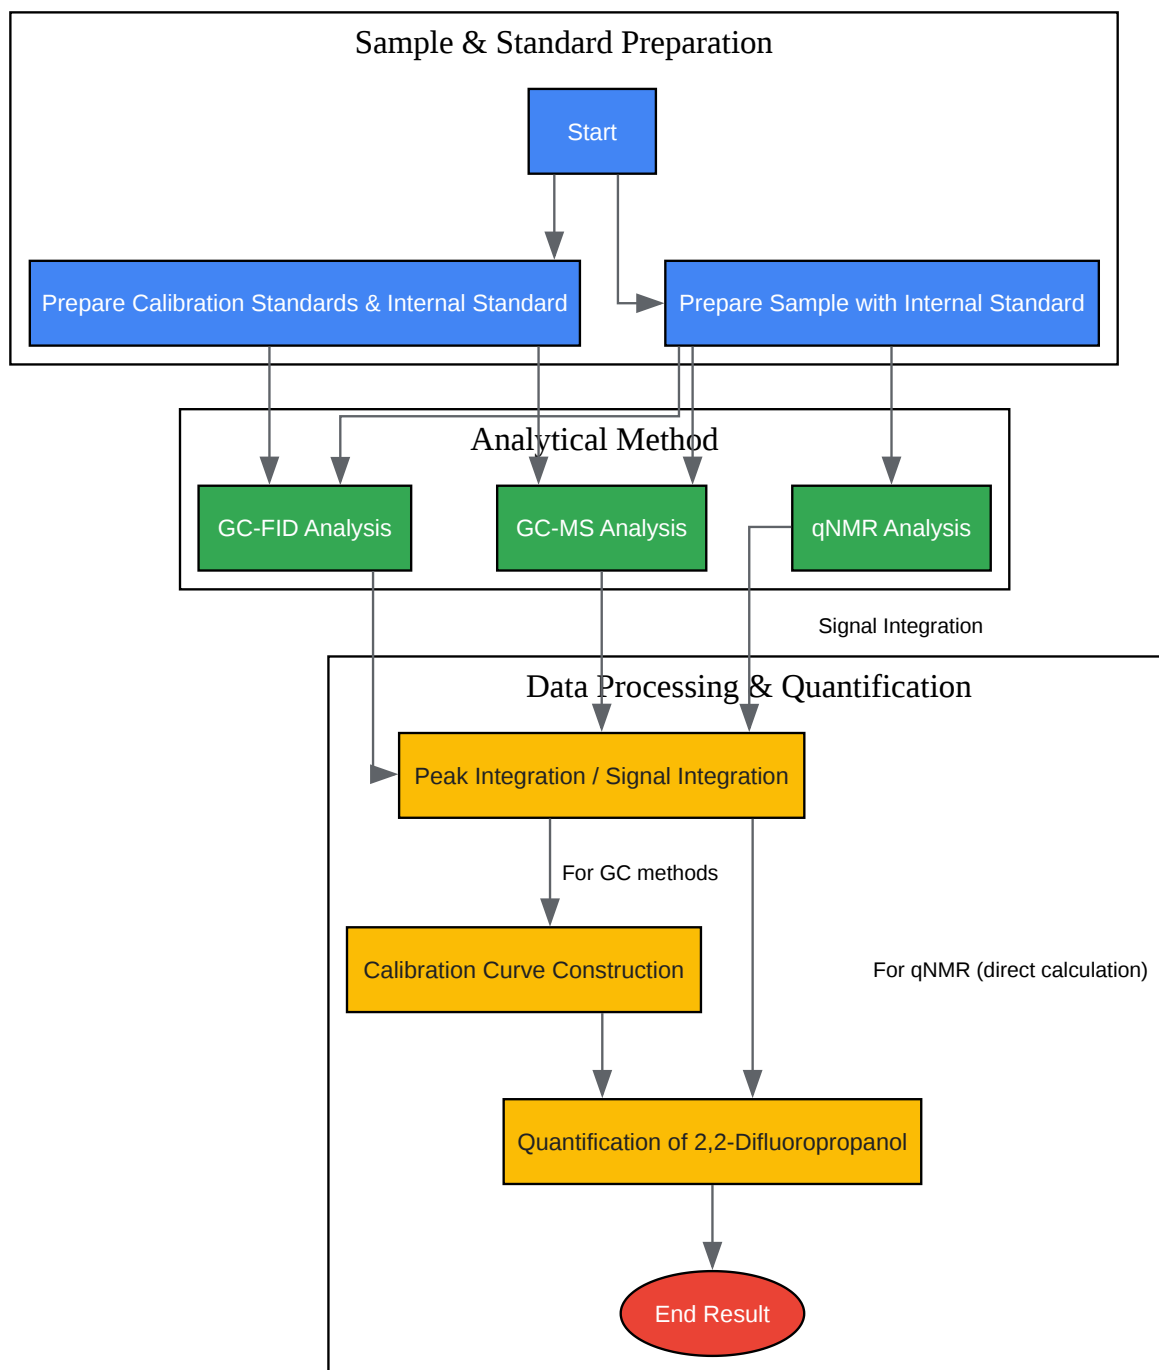 Sample & Standard Preparation
Start
Prepare Calibration Standards & Internal Standard
Prepare Sample with Internal Standard
Analytical Method
GC-FID Analysis
GC-MS Analysis
qNMR Analysis
Signal Integration
Data Processing & Quantification
Peak Integration / Signal Integration
For GC methods
Calibration Curve Construction
For qNMR (direct calculation)
Quantification of 2,2-Difluoropropanol
End Result